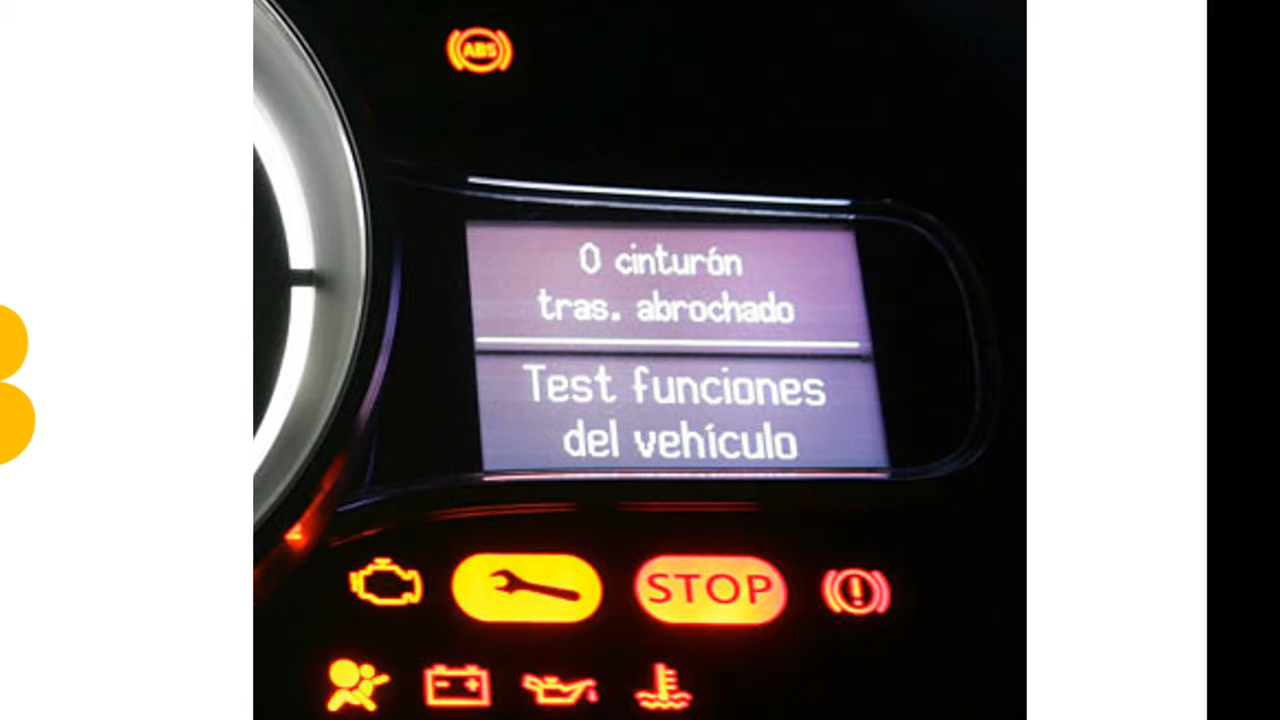 ABS
0 cinturón
tras. abrochado
Test funciones
del vehículo
STOP